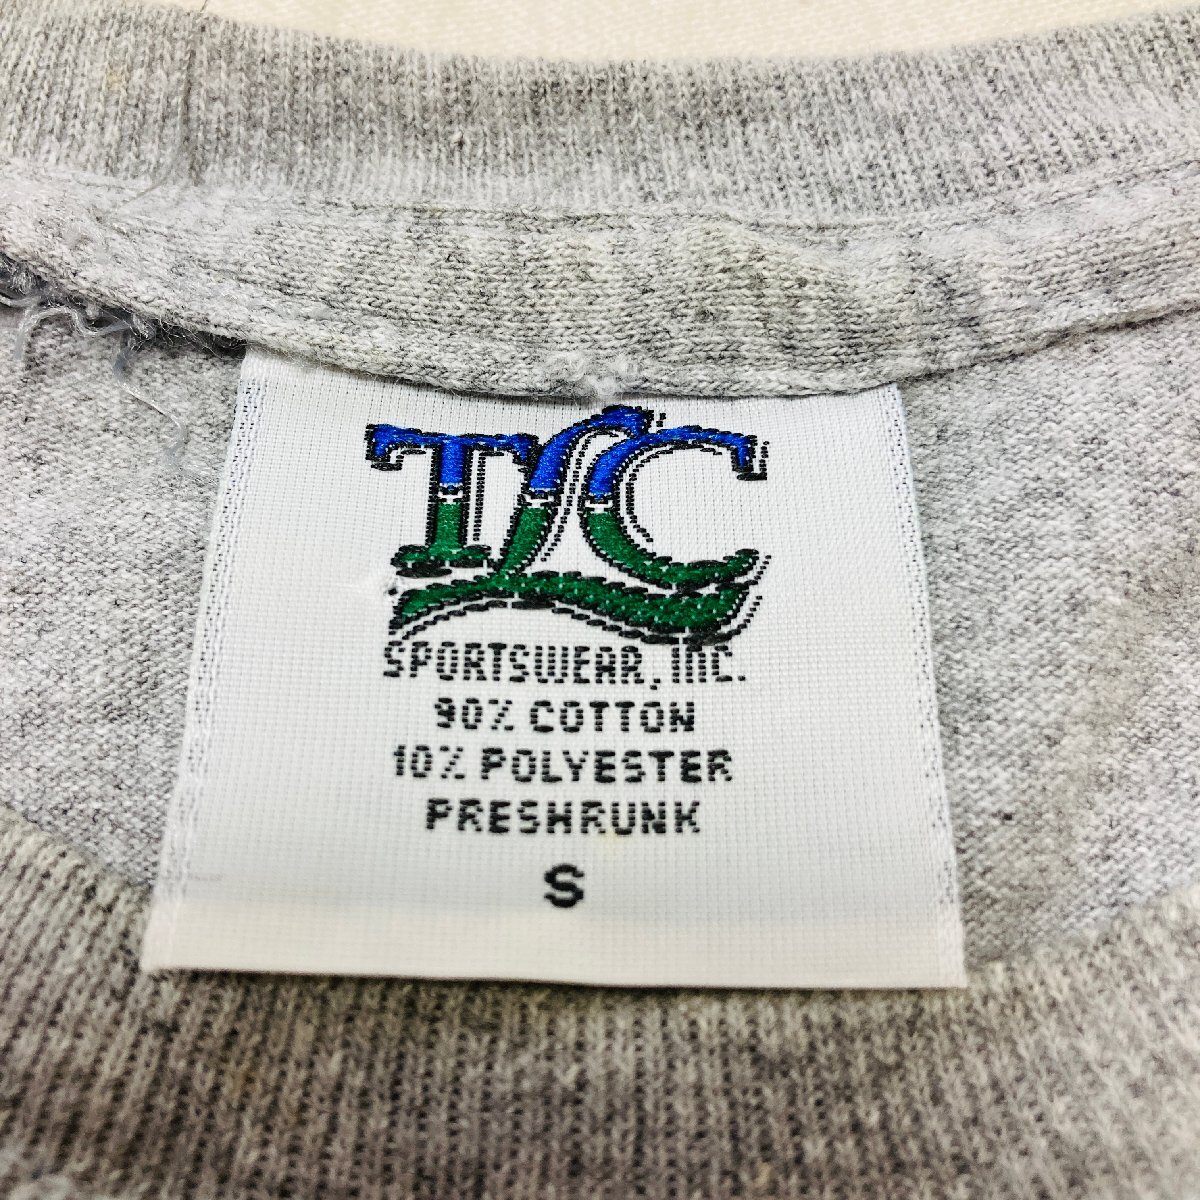 TLC
SPORTSWEAR, INC.
90% COTTON
10% POLYESTER
PRESHRUNK
S